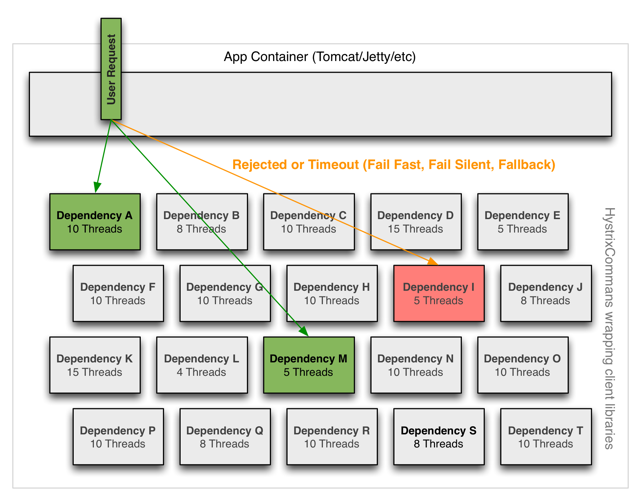 User Request
App Container (Tomcat/Jetty/etc)
Rejected or Timeout (Fail Fast, Fail Silent, Fallback)
Dependency A
10 Threads
Dependency B
8 Threads
Dependency C
10 Threads
Dependency D
15 Threads
Dependency E
5 Threads
Dependency F
10 Threads
Dependency G
10 Threads
Dependency H
10 Threads
Dependency I
5 Threads
Dependency J
8 Threads
Dependency K
15 Threads
Dependency L
4 Threads
Dependency M
5 Threads
Dependency N
10 Threads
Dependency O
10 Threads
Dependency P
10 Threads
Dependency Q
8 Threads
Dependency R
10 Threads
Dependency S
8 Threads
Dependency T
10 Threads
HystrixCommans wrapping client libraries